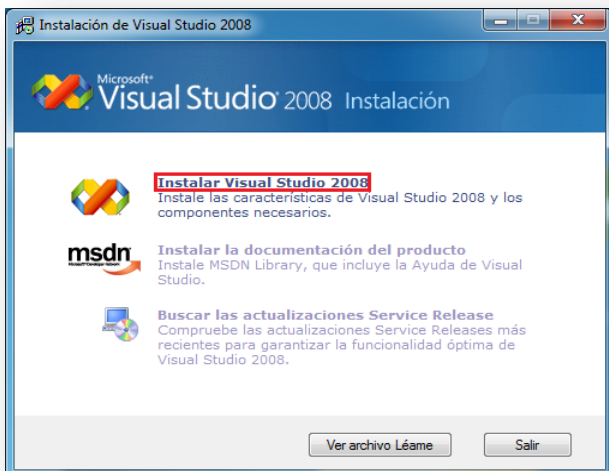 Instalación de Visual Studio 2008
Microsoft®
Visual Studio® 2008 Instalación
Instalar Visual Studio 2008
Instale las características de Visual Studio 2008 y los
componentes necesarios.
msdn
Instalar la documentación del producto
Instale MSDN Library, que incluye la Ayuda de Visual
Studio.
Buscar las actualizaciones Service Release
Compruebe las actualizaciones Service Releases más
recientes para garantizar la funcionalidad óptima de
Visual Studio 2008.
Ver archivo Léame
Salir